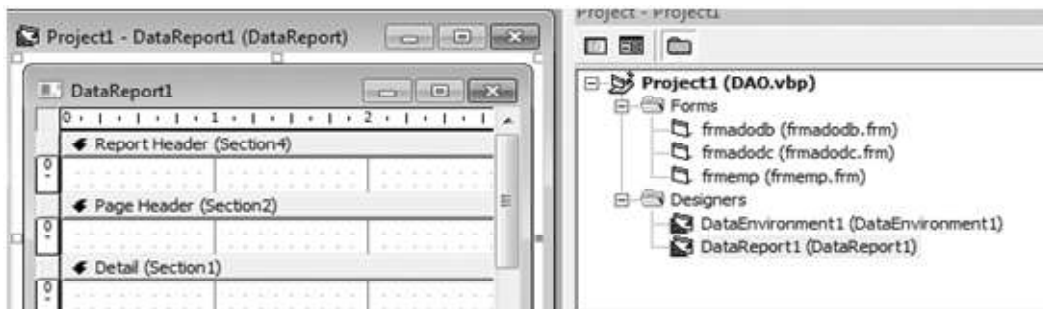 Project1 - DataReport1 (DataReport)
DataReport1
0 1 2
Report Header (Section4)
0
Page Header (Section2)
0
Detail (Section1)
0
Project - Project1
Project1 (DAO.vbp)
Forms
frmadodb (frmadodb.frm)
frmadodc (frmadodc.frm)
frmemp (frmemp.frm)
Designers
DataEnvironment1 (DataEnvironment1)
DataReport1 (DataReport1)